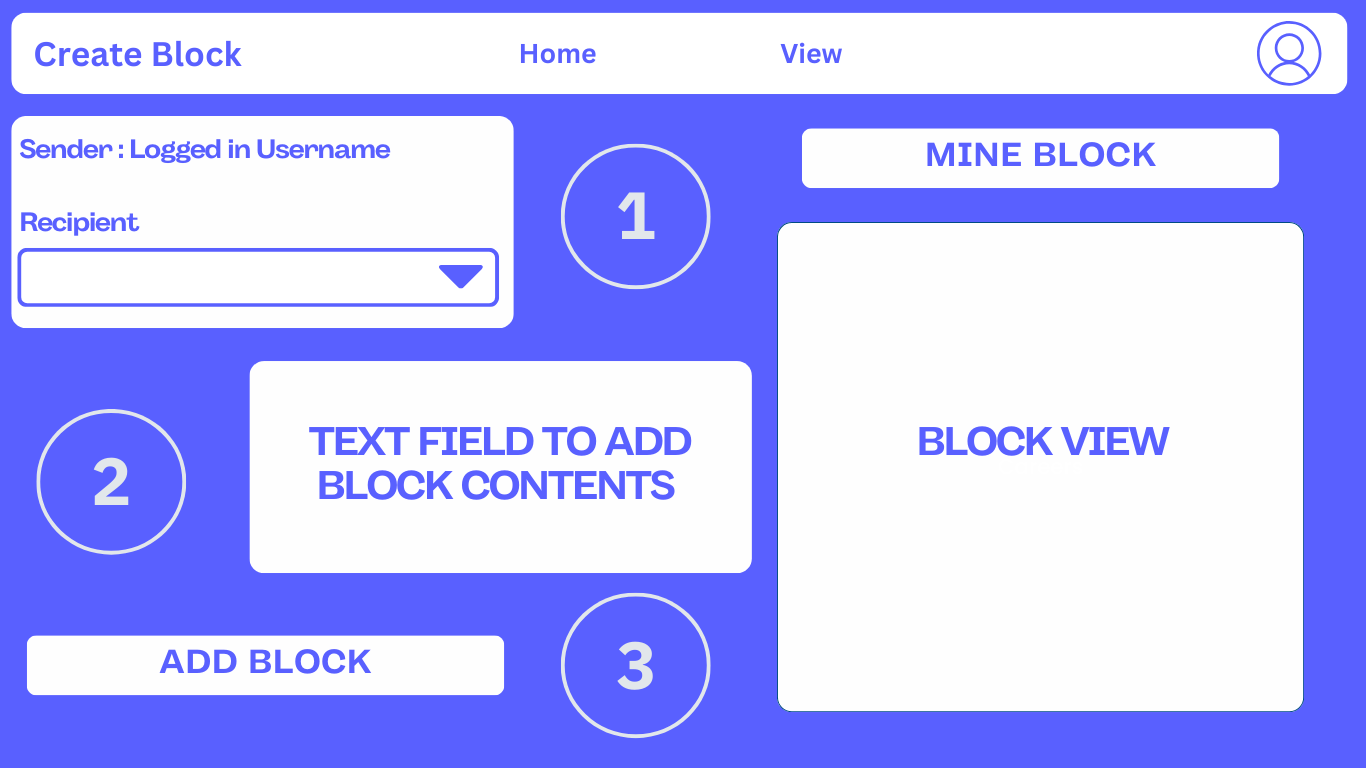 Create Block
Home
View
Sender : Logged in Username
Recipient
1
MINE BLOCK
2
TEXT FIELD TO ADD
BLOCK CONTENTS
BLOCK VIEW
ADD BLOCK
3